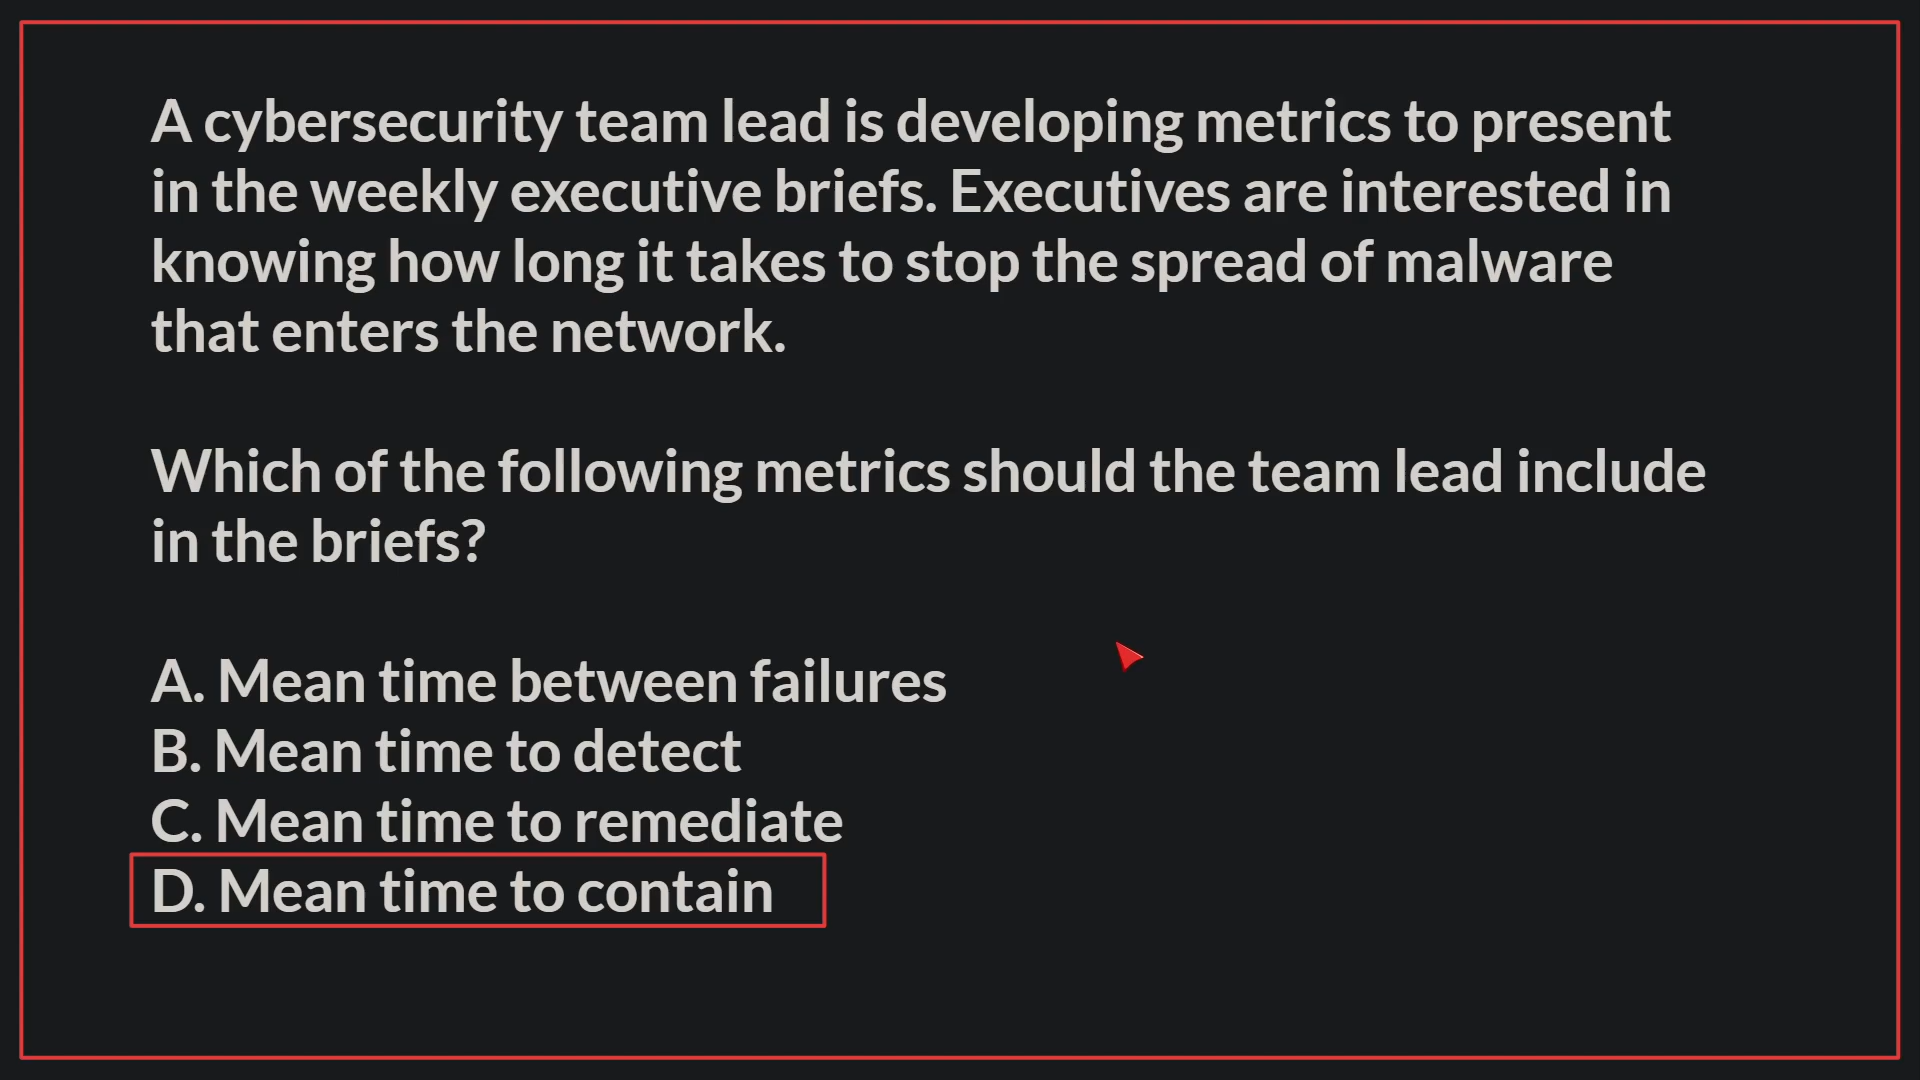 A cybersecurity team lead is developing metrics to present
in the weekly executive briefs. Executives are interested in
knowing how long it takes to stop the spread of malware
that enters the network.
Which of the following metrics should the team lead include
in the briefs?
A. Mean time between failures
B. Mean time to detect
C. Mean time to remediate
D. Mean time to contain